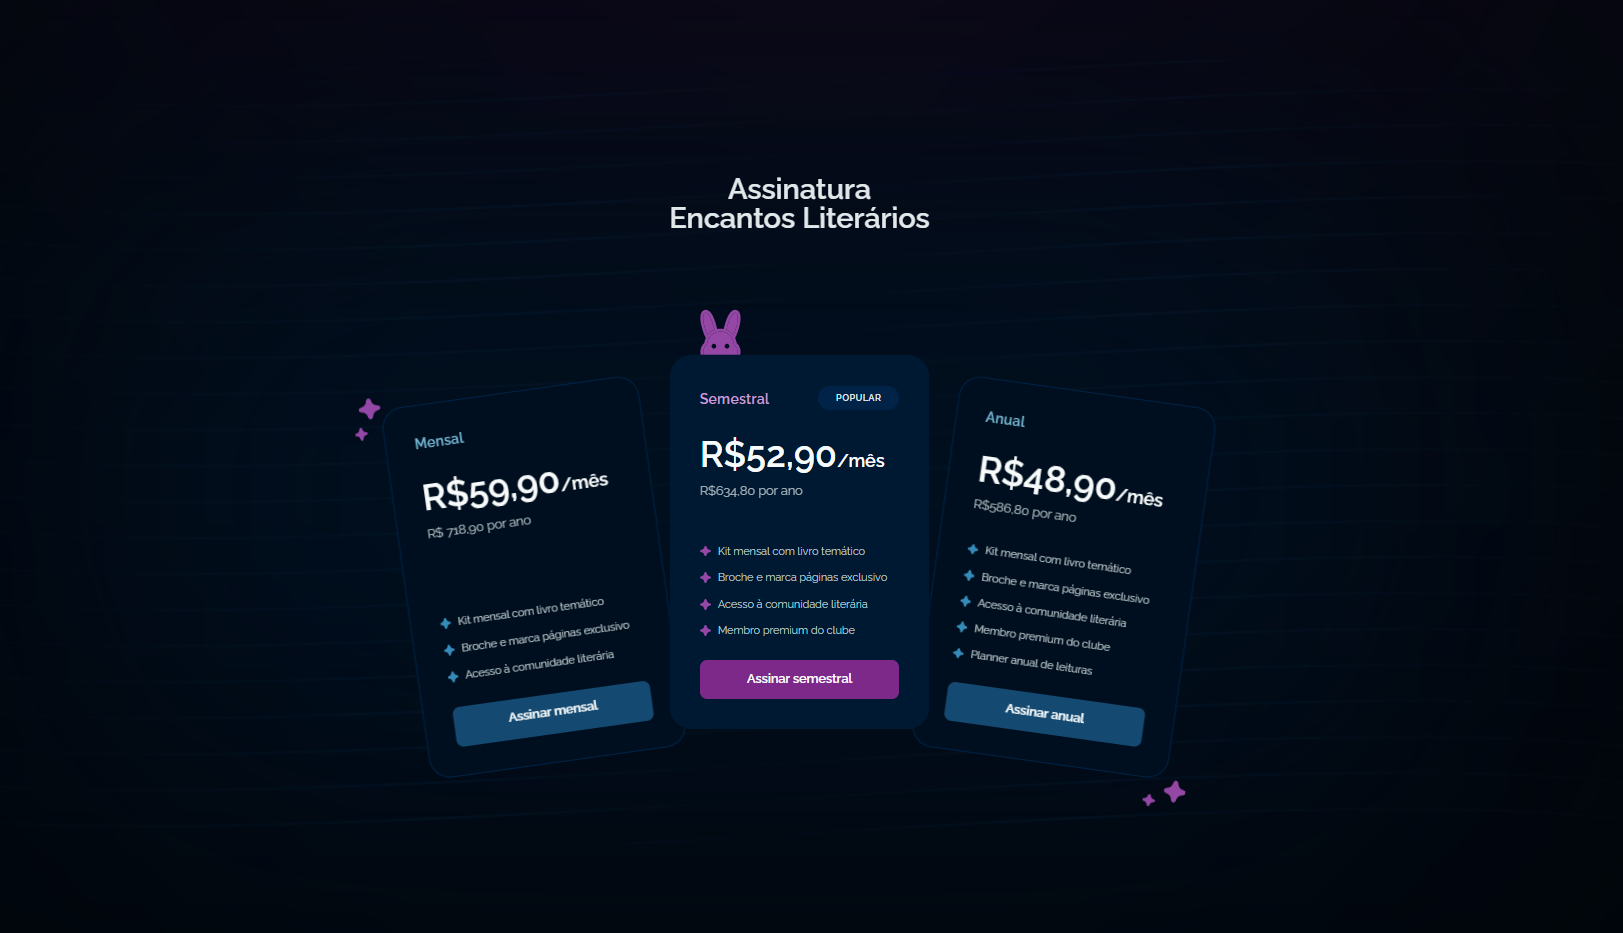 Assinatura
Encantos Literários
Mensal
R$59,90/mês
R$ 718,90 por ano
Kit mensal com livro temático
Broche e marca páginas exclusivo
Acesso à comunidade literária
Assinar mensal
Semestral
POPULAR
R$52,90/mês
R$634,80 por ano
Kit mensal com livro temático
Broche e marca páginas exclusivo
Acesso à comunidade literária
Membro premium do clube
Assinar semestral
Anual
R$48,90/mês
R$586,80 por ano
Kit mensal com livro temático
Broche e marca páginas exclusivo
Acesso à comunidade literária
Membro premium do clube
Planner anual de leituras
Assinar anual